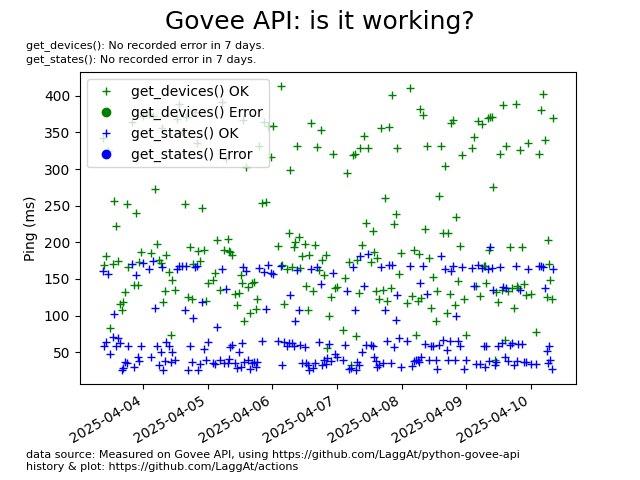 Govee API: is it working?
get_devices(): No recorded error in 7 days.
get_states(): No recorded error in 7 days.
get_devices() OK
get_devices() Error
get_states() OK
get_states() Error
Ping (ms)
400
350
300
250
200
150
100
50
2025-04-04
2025-04-05
2025-04-06
2025-04-07
2025-04-08
2025-04-09
2025-04-10
data source: Measured on Govee API, using https://github.com/LaggAt/python-govee-api
history & plot: https://github.com/LaggAt/actions